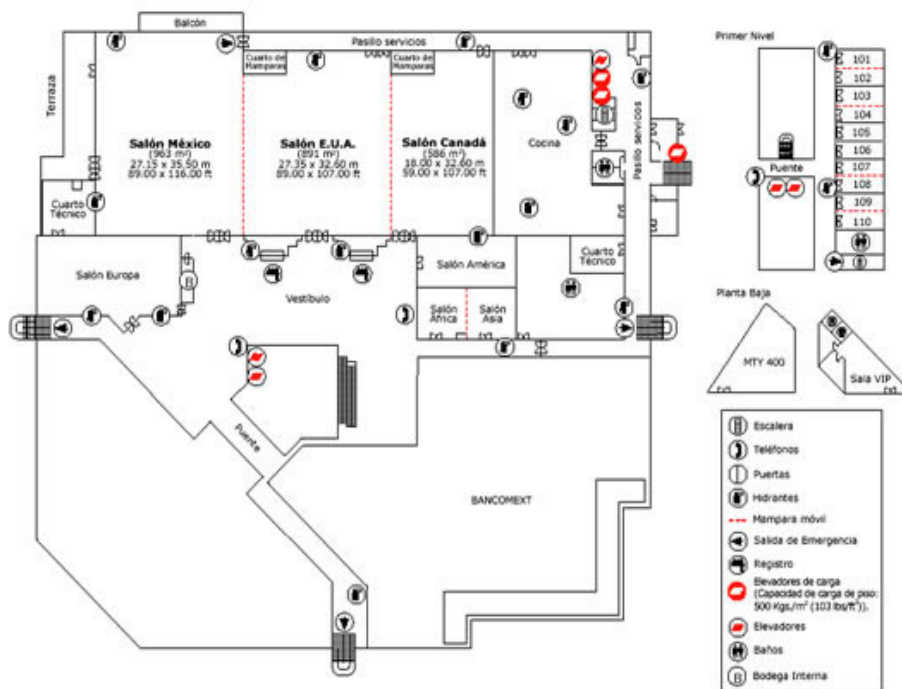 Balcón
Pasillo servicios
Terraza
Cuarto de
Mamparas
Cuarto de
Mamparas
Salón México
(963 m²)
27.15 x 35.50 m
89.00 x 116.00 ft
Salón E.U.A.
(891 m²)
27.35 x 32.60 m
89.00 x 107.00 ft
Salón Canadá
(586 m²)
18.00 x 32.60 m
59.00 x 107.00 ft
Cocina
Pasillo servicios
Cuarto
Técnico
Salón Europa
B
Vestíbulo
Salón América
Cuarto
Técnico
Salón
África
Salón
Asia
Puente
BANCOMEXT
Primer Nivel
101
102
103
104
105
106
107
108
109
110
Puente
Planta Baja
MTY 400
Sala VIP
Escalera
Teléfonos
Puertas
Hidrantes
Mampara móvil
Salida de Emergencia
Registro
Elevadores de carga
(Capacidad de carga de piso:
500 Kgs./m² (103 lbs/ft²)).
Elevadores
Baños
B Bodega Interna